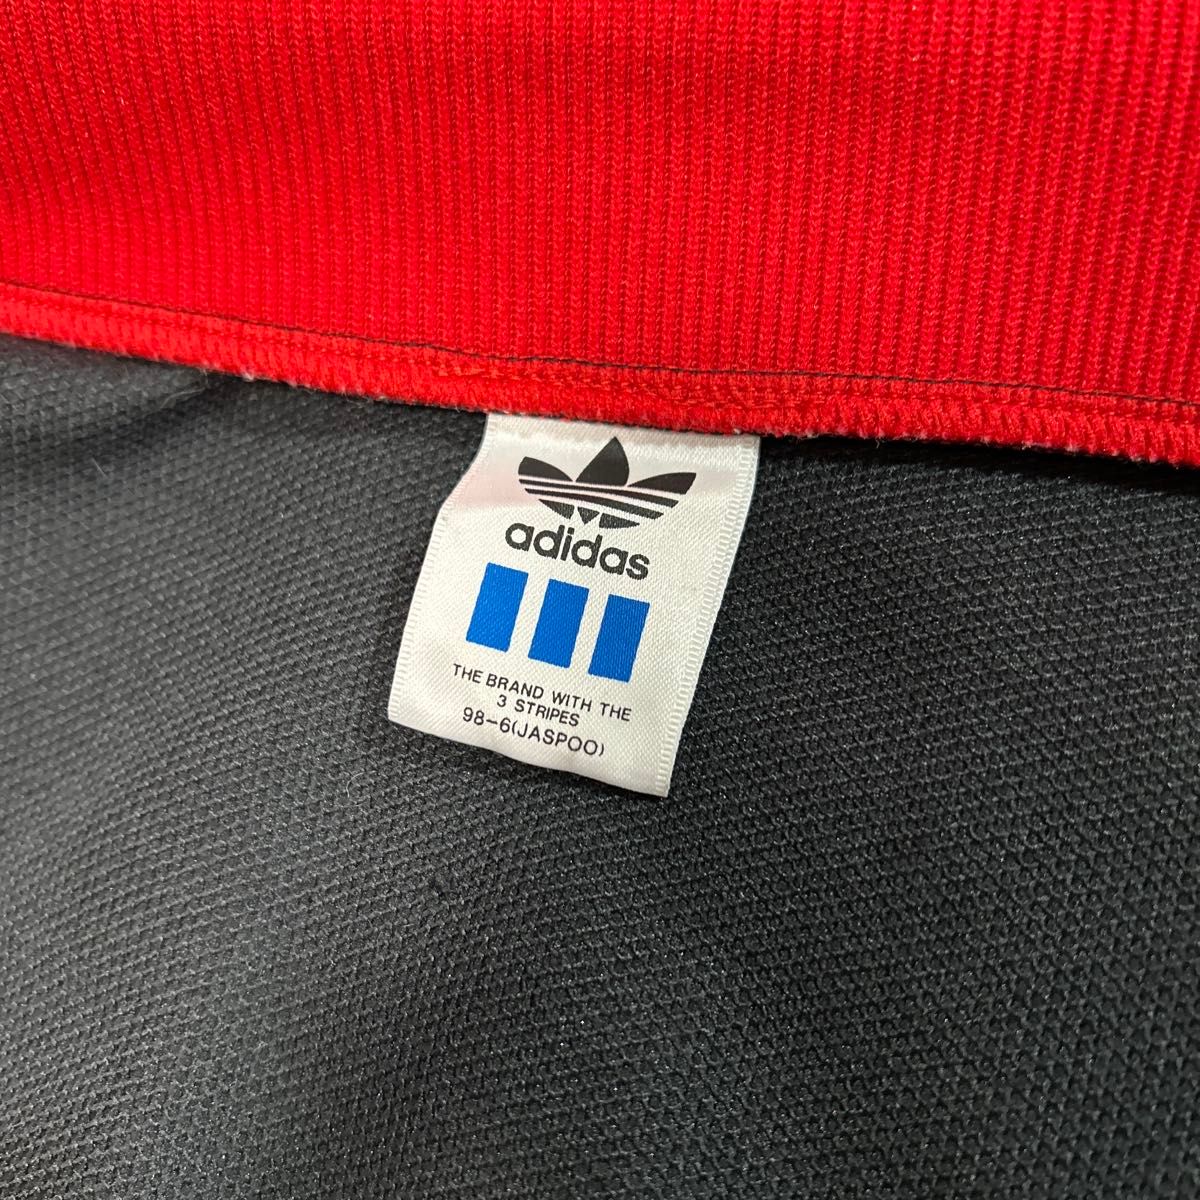 adidas
THE BRAND WITH THE
3 STRIPES
98-6(JASPOO)